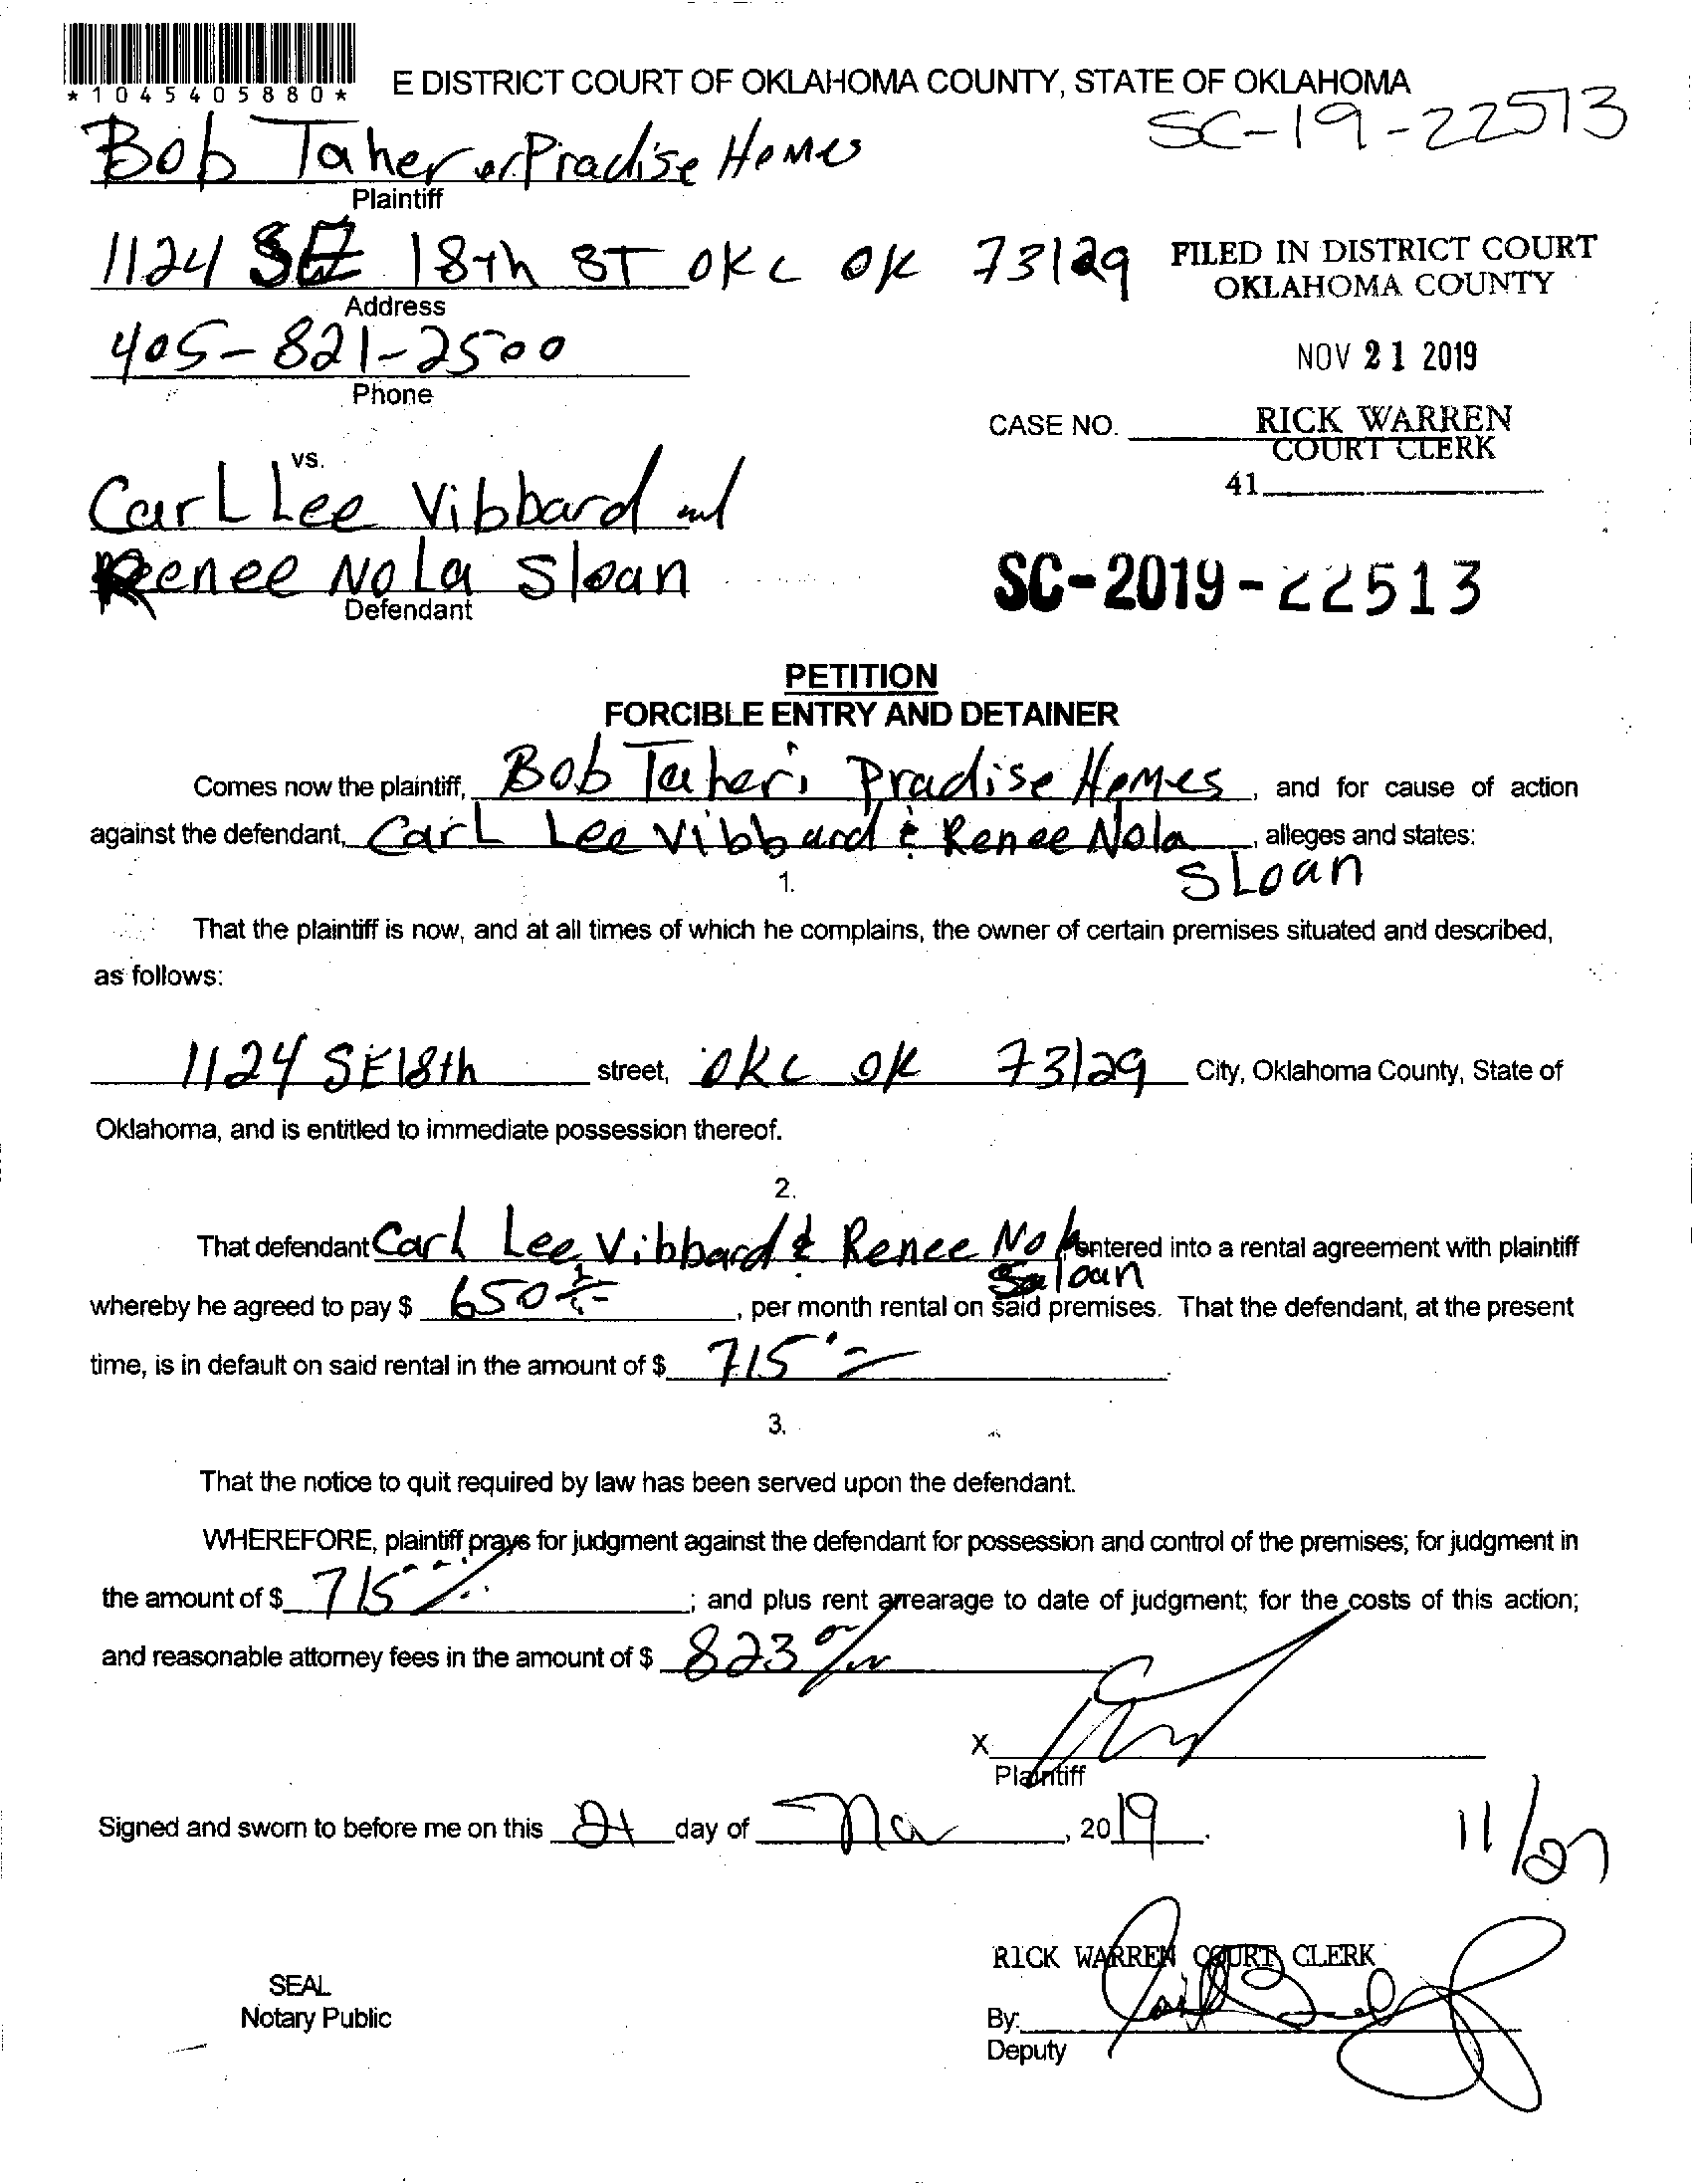 *1045405880*
E DISTRICT COURT OF OKLAHOMA COUNTY, STATE OF OKLAHOMA
SC-19-22513
Bob Taher or Pradise Homes
Plaintiff
1124 SE 18th ST OKC OK 73129
Address
FILED IN DISTRICT COURT
OKLAHOMA COUNTY
405-821-2500
Phone
NOV 21 2019
CASE NO.
RICK WARREN
COURT CLERK
41
vs.
Carl Lee Vibbard and
Renee Nola Sloan
Defendant
SC-2019-22513
PETITION
FORCIBLE ENTRY AND DETAINER
Comes now the plaintiff, Bob Taheri Pradise Homes, and for cause of action
against the defendant, Carl Lee Vibbard & Renee Nola, alleges and states:
Sloan
1.
That the plaintiff is now, and at all times of which he complains, the owner of certain premises situated and described,
as follows:
1124 SE 18th street, OKC OK 73129 City, Oklahoma County, State of
Oklahoma, and is entitled to immediate possession thereof.
2.
That defendant Carl Lee Vibbard & Renee Nola entered into a rental agreement with plaintiff
Sloan
whereby he agreed to pay $ 650, per month rental on said premises. That the defendant, at the present
time, is in default on said rental in the amount of $ 715.
3.
That the notice to quit required by law has been served upon the defendant.
WHEREFORE, plaintiff prays for judgment against the defendant for possession and control of the premises; for judgment in
the amount of $ 715; and plus rent arrearage to date of judgment; for the costs of this action;
and reasonable attorney fees in the amount of $ 823
X
Plaintiff
Signed and sworn to before me on this 21 day of Nov, 2019.
11/27
RICK WARREN COURT CLERK
SEAL
Notary Public
By:
Deputy